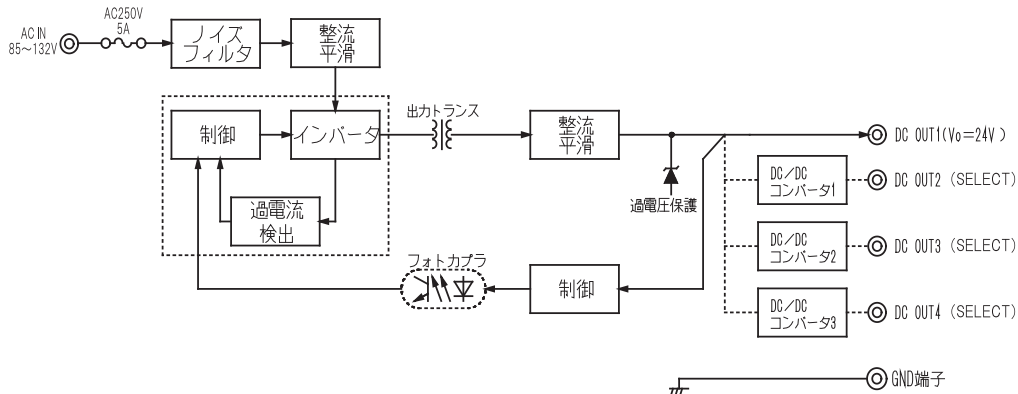 AC IN
85～132V
AC250V
5A
ノイズ
フィルタ
整流
平滑
制御
インバータ
過電流
検出
出力トランス
整流
平滑
過電圧保護
フォトカプラ
制御
DC/DC
コンバータ1
DC/DC
コンバータ2
DC/DC
コンバータ3
DC OUT1(Vo=24V)
DC OUT2 (SELECT)
DC OUT3 (SELECT)
DC OUT4 (SELECT)
GND端子